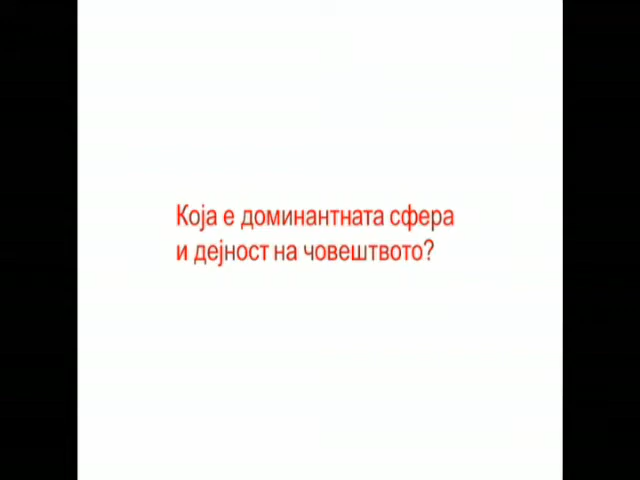 Која е доминантната сфера
и дејност на човештвото?